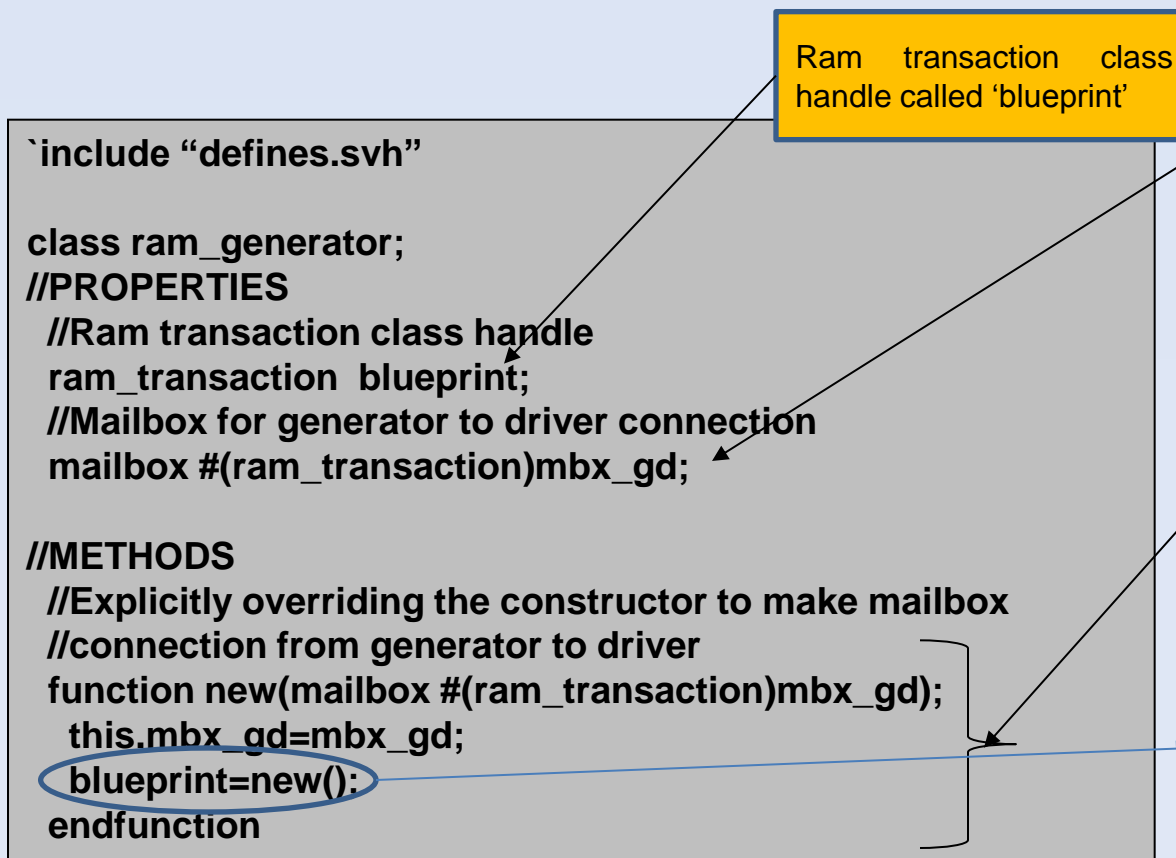 Ram transaction class
handle called ‘blueprint’
`include “defines.svh”
class ram_generator;
//PROPERTIES
//Ram transaction class handle
ram_transaction blueprint;
//Mailbox for generator to driver connection
mailbox #(ram_transaction)mbx_gd;
//METHODS
//Explicitly overriding the constructor to make mailbox
//connection from generator to driver
function new(mailbox #(ram_transaction)mbx_gd);
this.mbx_gd=mbx_gd;
blueprint=new();
endfunction